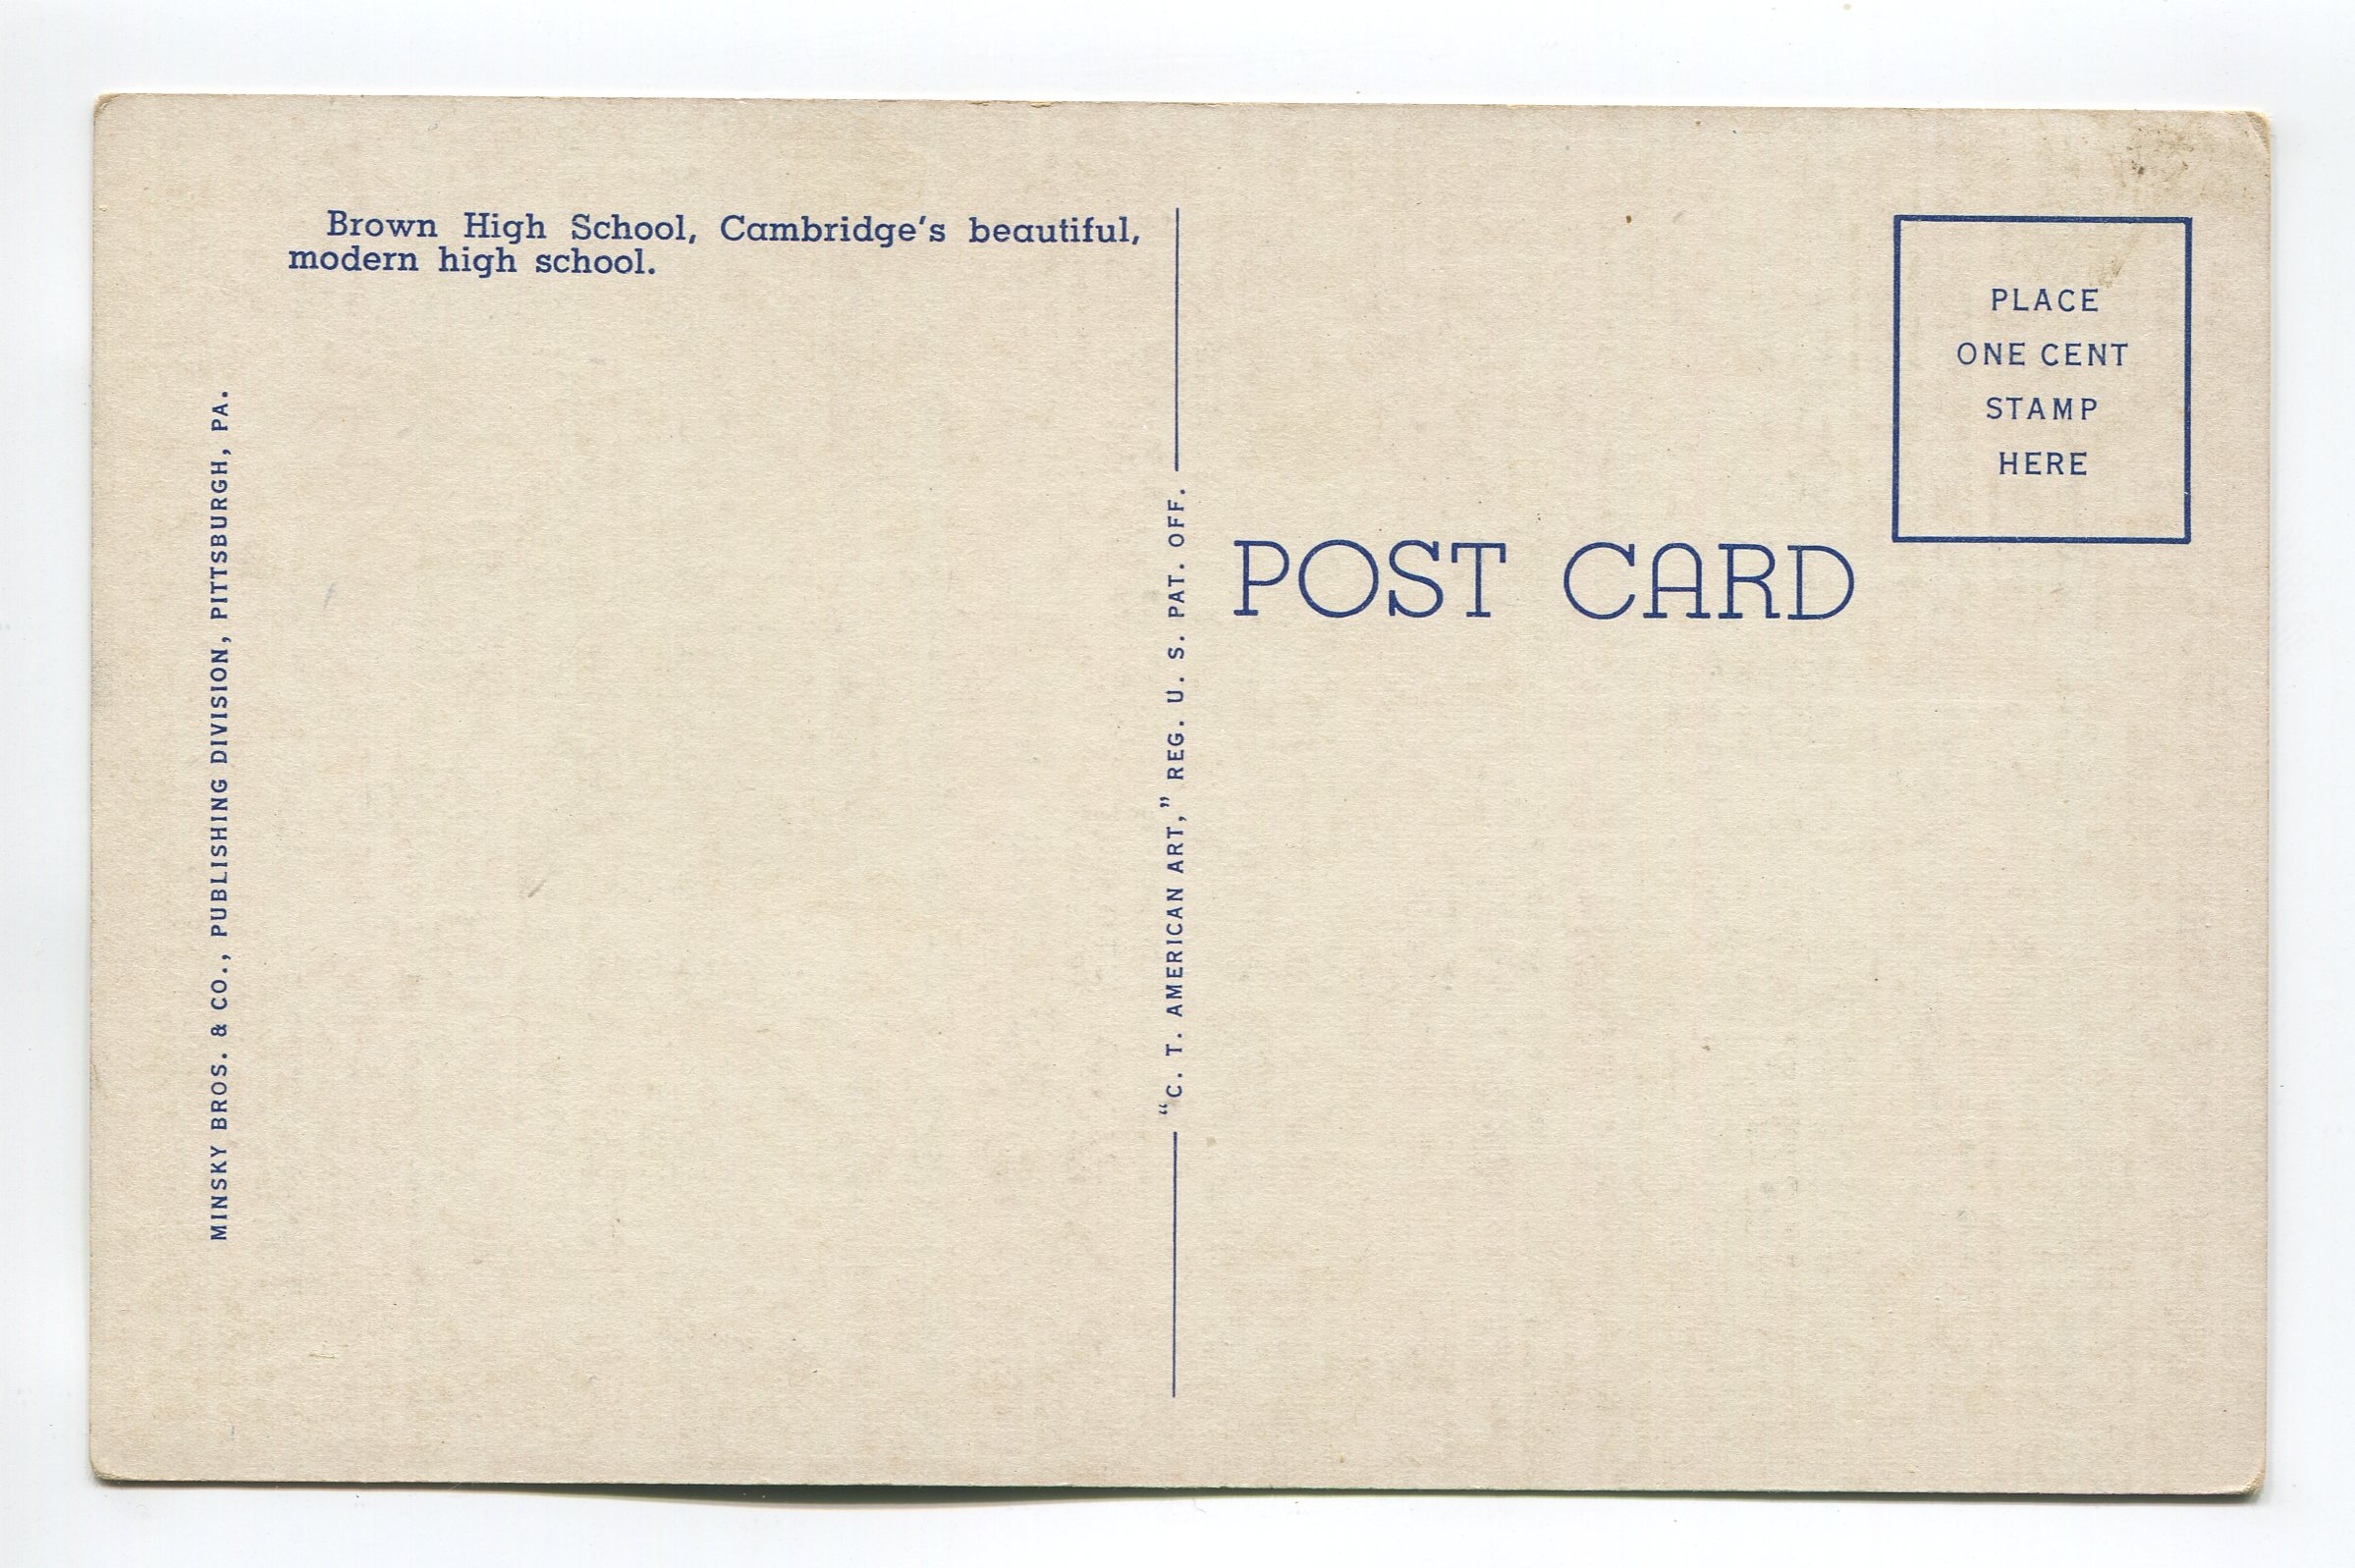 Brown High School, Cambridge's beautiful,
modern high school.
MINSKY BROS. & CO., PUBLISHING DIVISION, PITTSBURGH, PA.
"C. T. AMERICAN ART," REG. U. S. PAT. OFF.
POST CARD
PLACE
ONE CENT
STAMP
HERE